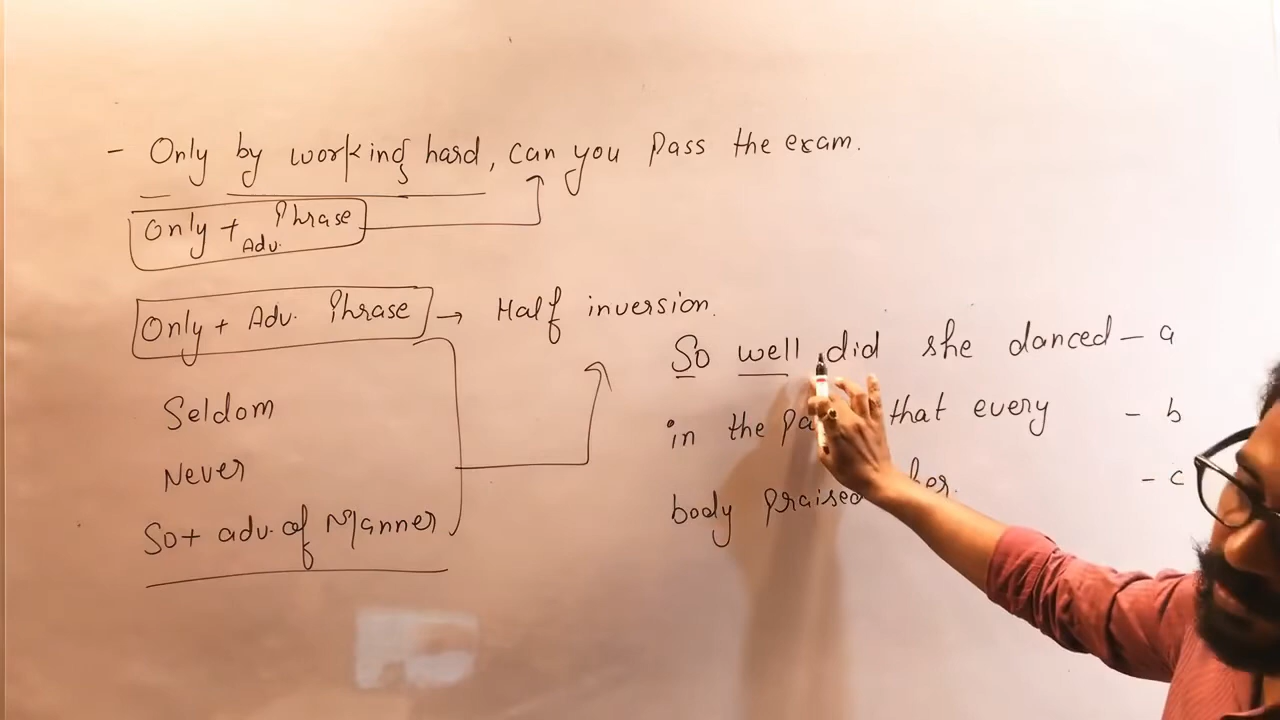 - Only by working hard, can you pass the exam.
Only + Adv. Phrase
Only + Adv. Phrase → Half inversion.
Seldom
Never
So + adv. of Manner
So well did she danced - a
in the that every - b
body praised her. - c